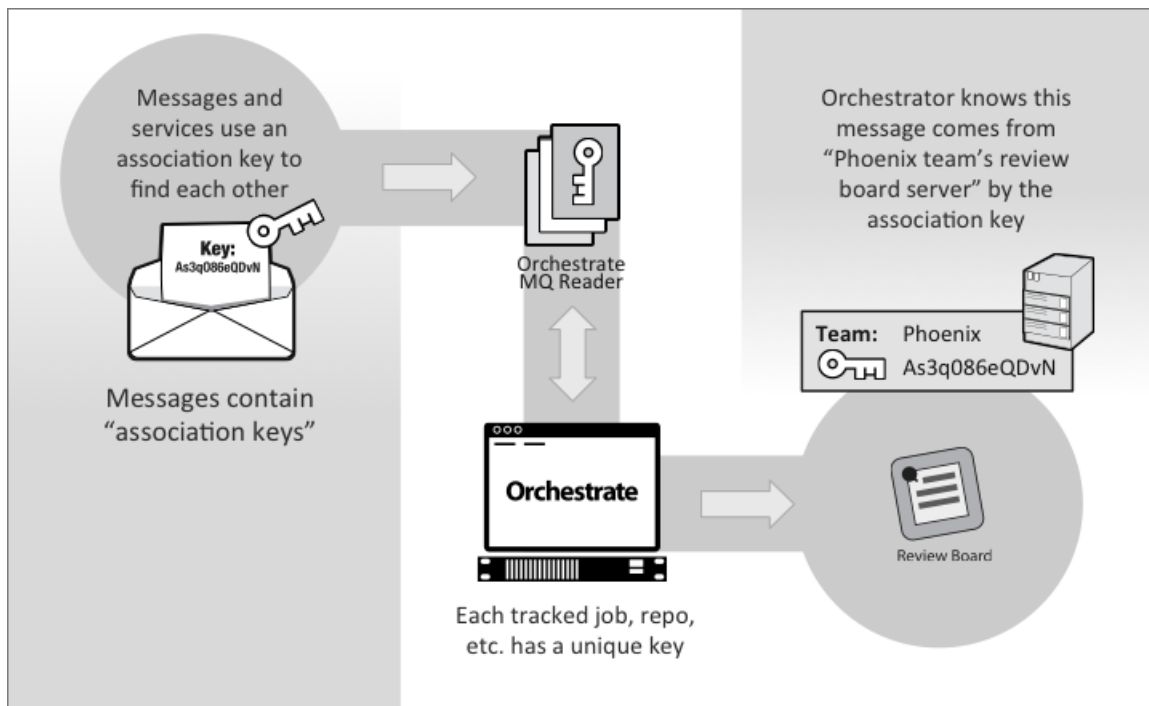 Messages and
services use an
association key to
find each other
Key:
As3q086eQDvN
Messages contain
“association keys”
Orchestrate
MQ Reader
Orchestrate
Each tracked job, repo,
etc. has a unique key
Orchestrator knows this
message comes from
“Phoenix team’s review
board server” by the
association key
Team: Phoenix
As3q086eQDvN
Review Board